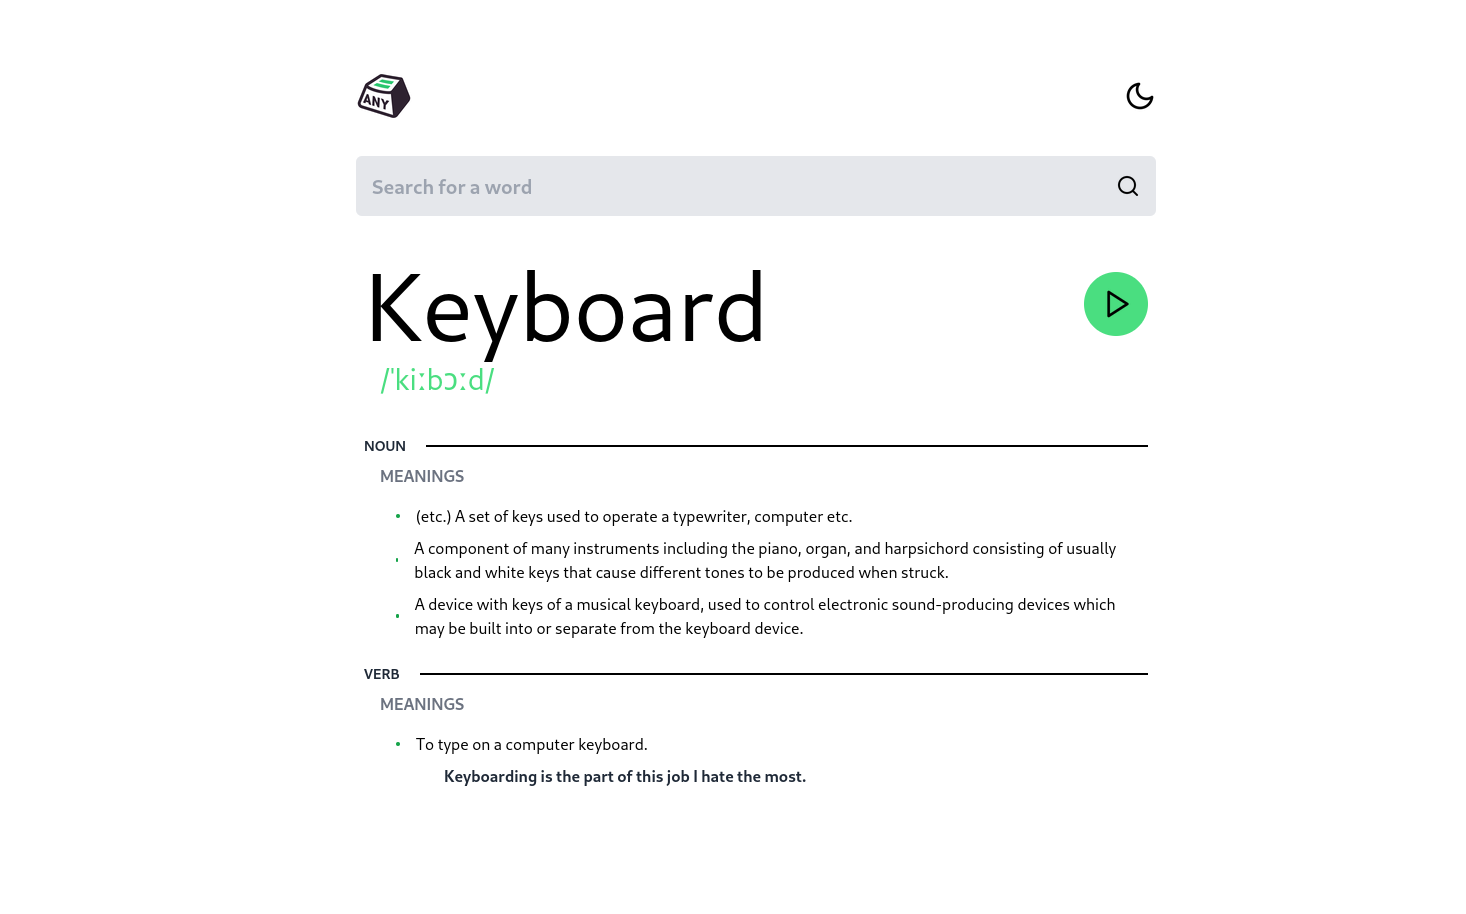 ANY
Search for a word
Keyboard
/ˈkiːbɔːd/
NOUN
MEANINGS
(etc.) A set of keys used to operate a typewriter, computer etc.
A component of many instruments including the piano, organ, and harpsichord consisting of usually
black and white keys that cause different tones to be produced when struck.
A device with keys of a musical keyboard, used to control electronic sound-producing devices which
may be built into or separate from the keyboard device.
VERB
MEANINGS
To type on a computer keyboard.
Keyboarding is the part of this job I hate the most.